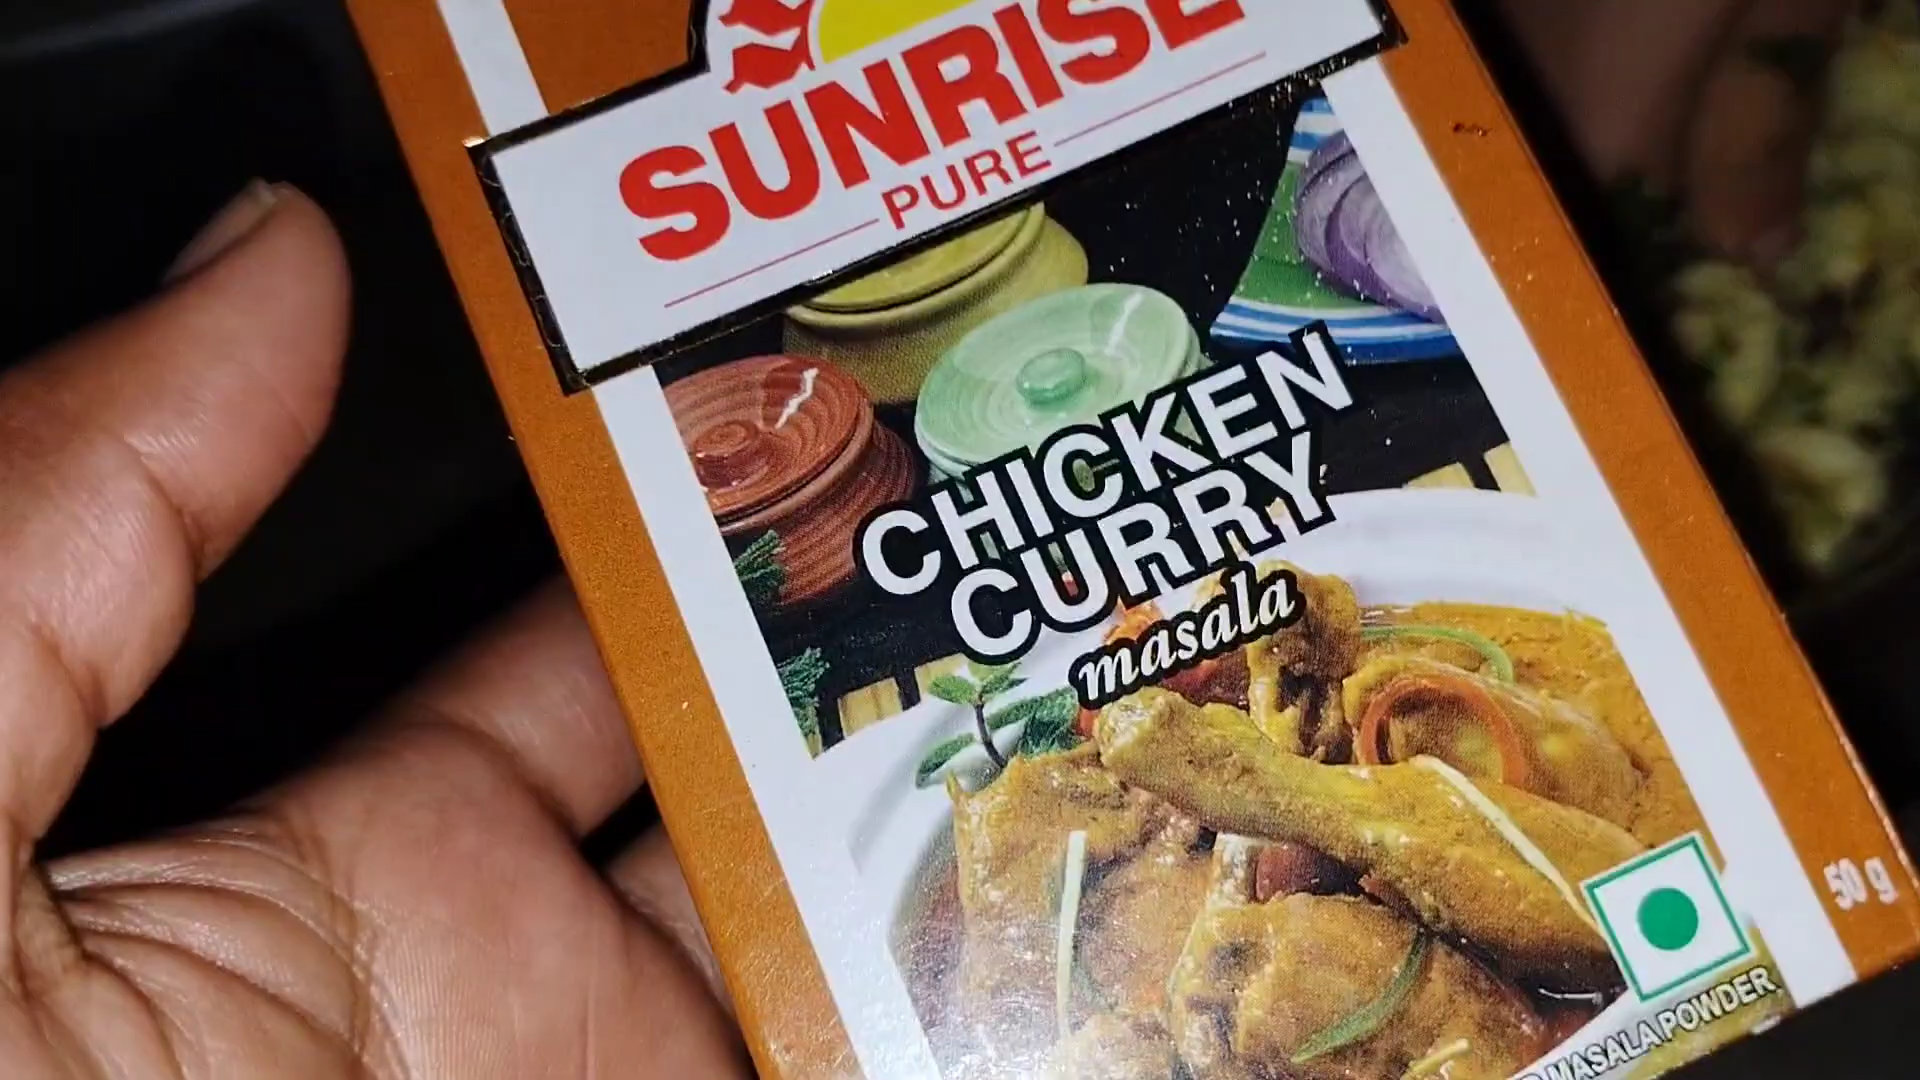 SUNRISE
PURE
CHICKEN
CURRY
masala
50 g
MASALA POWDER